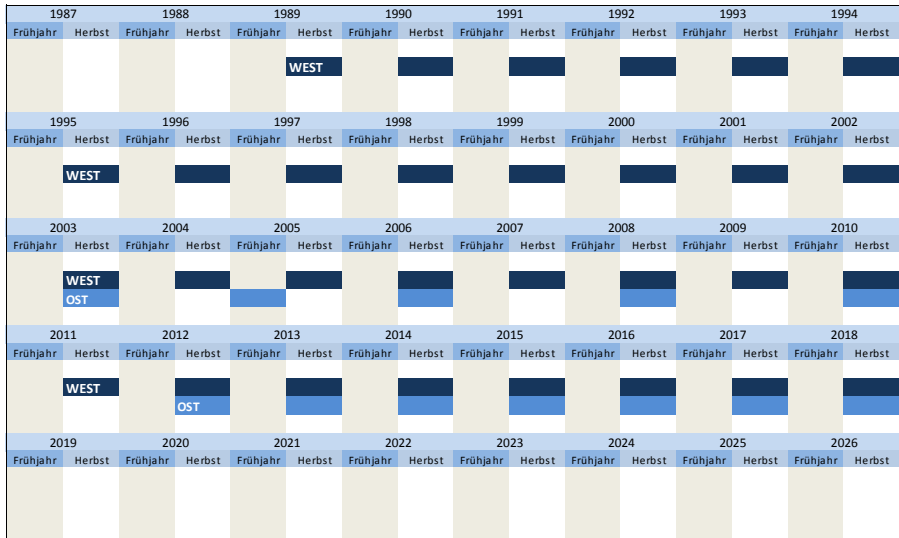 1987 1988 1989 1990 1991 1992 1993 1994
Frühjahr Herbst Frühjahr Herbst Frühjahr Herbst Frühjahr Herbst Frühjahr Herbst Frühjahr Herbst Frühjahr Herbst Frühjahr Herbst
WEST
1995 1996 1997 1998 1999 2000 2001 2002
Frühjahr Herbst Frühjahr Herbst Frühjahr Herbst Frühjahr Herbst Frühjahr Herbst Frühjahr Herbst Frühjahr Herbst Frühjahr Herbst
WEST
2003 2004 2005 2006 2007 2008 2009 2010
Frühjahr Herbst Frühjahr Herbst Frühjahr Herbst Frühjahr Herbst Frühjahr Herbst Frühjahr Herbst Frühjahr Herbst Frühjahr Herbst
WEST
OST
2011 2012 2013 2014 2015 2016 2017 2018
Frühjahr Herbst Frühjahr Herbst Frühjahr Herbst Frühjahr Herbst Frühjahr Herbst Frühjahr Herbst Frühjahr Herbst Frühjahr Herbst
WEST
OST
2019 2020 2021 2022 2023 2024 2025 2026
Frühjahr Herbst Frühjahr Herbst Frühjahr Herbst Frühjahr Herbst Frühjahr Herbst Frühjahr Herbst Frühjahr Herbst Frühjahr Herbst